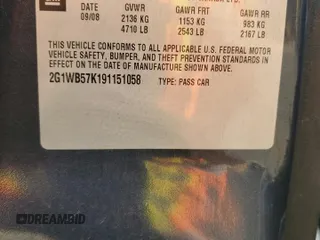 DATE GVWR GAWR FRT GAWR RR
09/08 2136 KG 1153 KG 983 KG
4710 LB 2543 LB 2167 LB
THIS VEHICLE CONFORMS TO ALL APPLICABLE U.S. FEDERAL MOTOR
VEHICLE SAFETY, BUMPER, AND THEFT PREVENTION STANDARDS IN
EFFECT ON THE DATE OF MANUFACTURE SHOWN ABOVE.
2G1WB57K191151058 TYPE: PASS CAR
DREAMBID